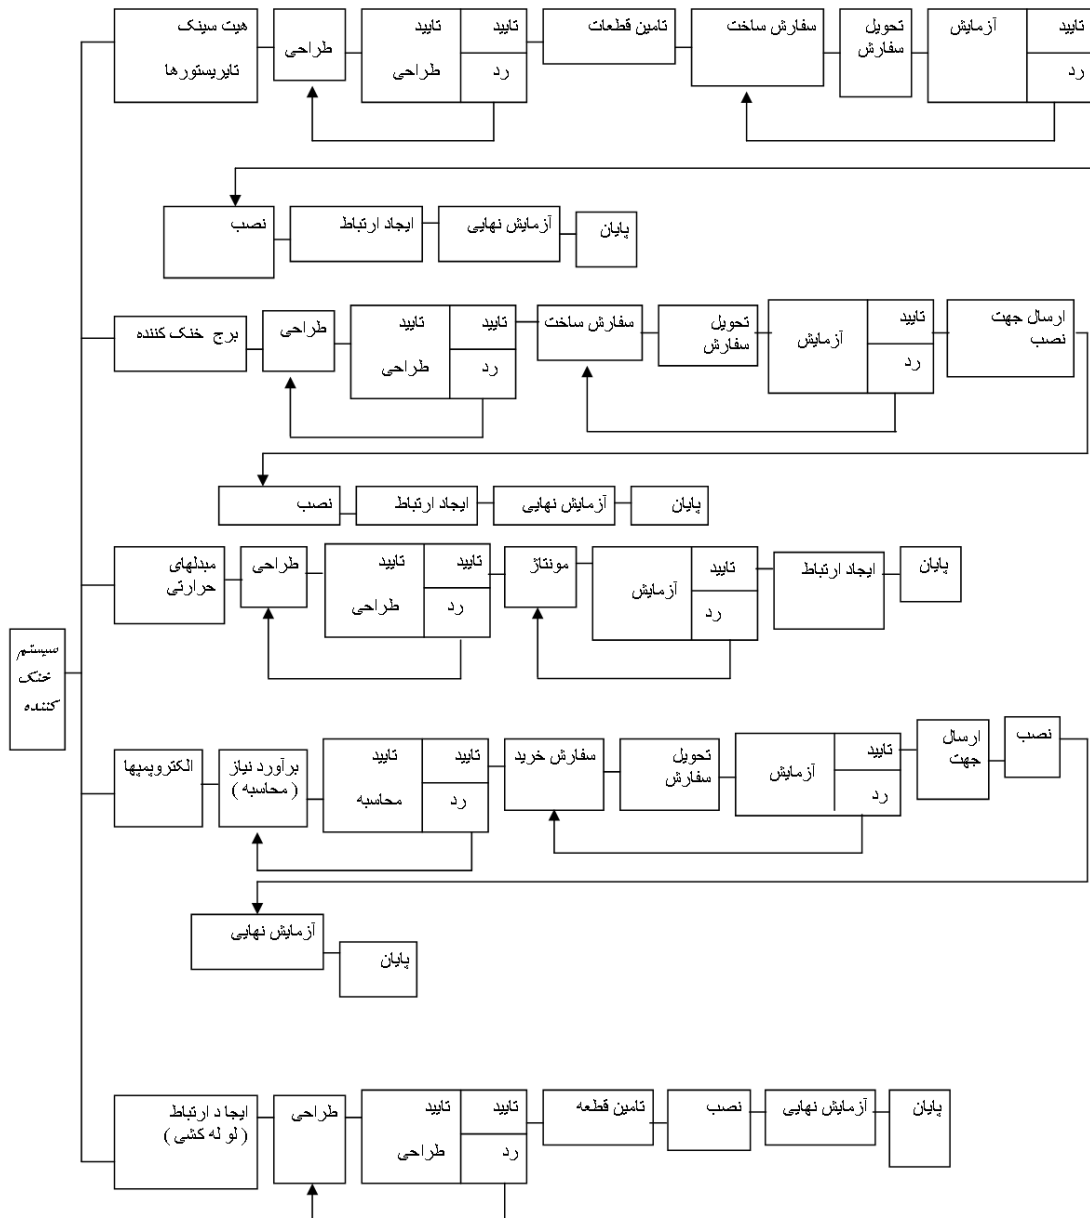 هیت سینک
تایریستورها
طراحی
تایید
طراحی
تایید
رد
تامین قطعات
سفارش ساخت
تحویل
سفارش
آزمایش
تایید
رد
نصب
ایجاد ارتباط
آزمایش نهایی
پایان
برج خنک کننده
طراحی
تایید
طراحی
تایید
رد
سفارش ساخت
تحویل
سفارش
آزمایش
تایید
رد
ارسال جهت
نصب
نصب
ایجاد ارتباط
آزمایش نهایی
پایان
مبدلهای
حرارتی
طراحی
تایید
طراحی
تایید
رد
مونتاژ
آزمایش
تایید
رد
ایجاد ارتباط
پایان
سیستم
خنک
کننده
الکتروپمپها
برآورد نیاز
(محاسبه)
تایید
محاسبه
تایید
رد
سفارش خرید
تحویل
سفارش
آزمایش
تایید
رد
ارسال
جهت
نصب
آزمایش نهایی
پایان
ایجا د ارتباط
(لو له کشی)
طراحی
تایید
طراحی
تایید
رد
تامین قطعه
نصب
آزمایش نهایی
پایان